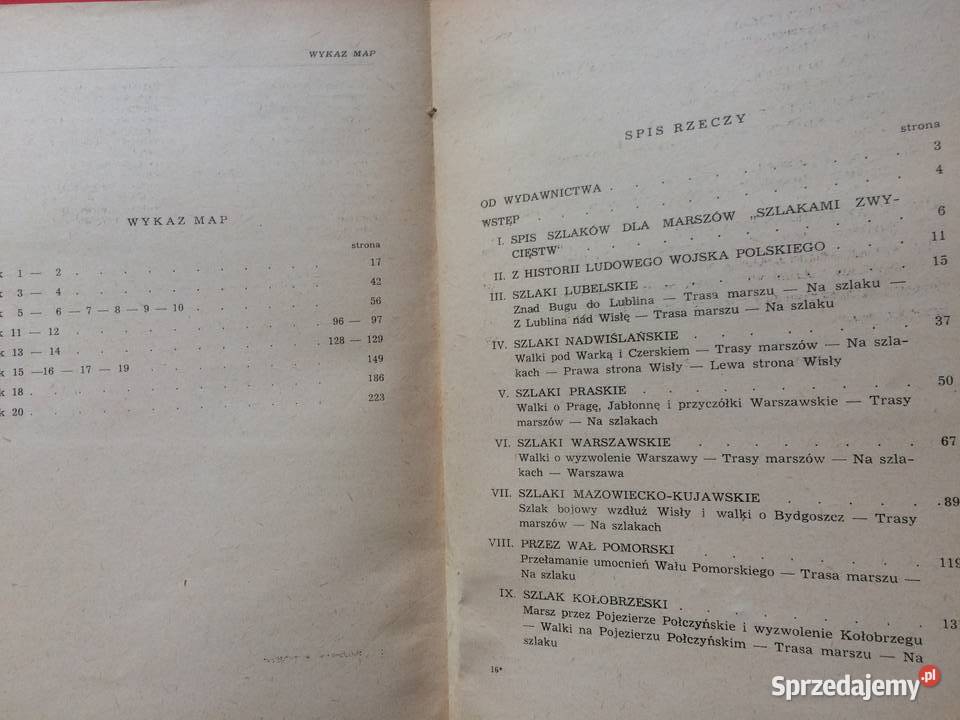 WYKAZ MAP
WYKAZ MAP
strona
k 1 — 2 . . . . . . . . 17
k 3 — 4 . . . . . . . . 42
k 5 — 6 — 7 — 8 — 9 — 10 . . . . . 56
k 11 — 12 . . . . . . . 96 — 97
k 13 — 14 . . . . . . . 128 — 129
k 15 —16 — 17 — 19 . . . . . . 149
k 18 . . . . . . . . . 186
k 20 . . . . . . . . . 223
SPIS RZECZY
strona
OD WYDAWNICTWA . . . . . . . . 3
WSTĘP . . . . . . . . . . 4
I. SPIS SZLAKÓW DLA MARSZÓW „SZLAKAMI ZWY-
CIĘSTW" . . . . . . . . . 6
II. Z HISTORII LUDOWEGO WOJSKA POLSKIEGO . . . 11
III. SZLAKI LUBELSKIE . . . . . . . 15
Znad Bugu do Lublina — Trasa marszu — Na szlaku —
Z Lublina nad Wisłę — Trasa marszu — Na szlaku
IV. SZLAKI NADWIŚLAŃSKIE . . . . . . 37
Walki pod Warką i Czerskiem — Trasy marszów — Na szla-
kach — Prawa strona Wisły — Lewa strona Wisły
V. SZLAKI PRASKIE . . . . . . . . 50
Walki o Pragę, Jabłonnę i przyczółki Warszawskie — Trasy
marszów — Na szlakach
VI. SZLAKI WARSZAWSKIE . . . . . . . 67
Walki o wyzwolenie Warszawy — Trasy marszów — Na szla-
kach — Warszawa
VII. SZLAKI MAZOWIECKO-KUJAWSKIE . . . . . 89
Szlak bojowy wzdłuż Wisły i walki o Bydgoszcz — Trasy
marszów — Na szlakach
VIII. PRZEZ WAŁ POMORSKI . . . . . . . 119
Przełamanie umocnień Wału Pomorskiego — Trasa marszu —
Na szlaku
IX. SZLAK KOŁOBRZESKI . . . . . . . 13
Marsz przez Pojezierze Połczyńskie i wyzwolenie Kołobrzegu
— Walki na Pojezierzu Połczyńskim — Trasa marszu — Na
szlaku
16*
Sprzedajemy.pl